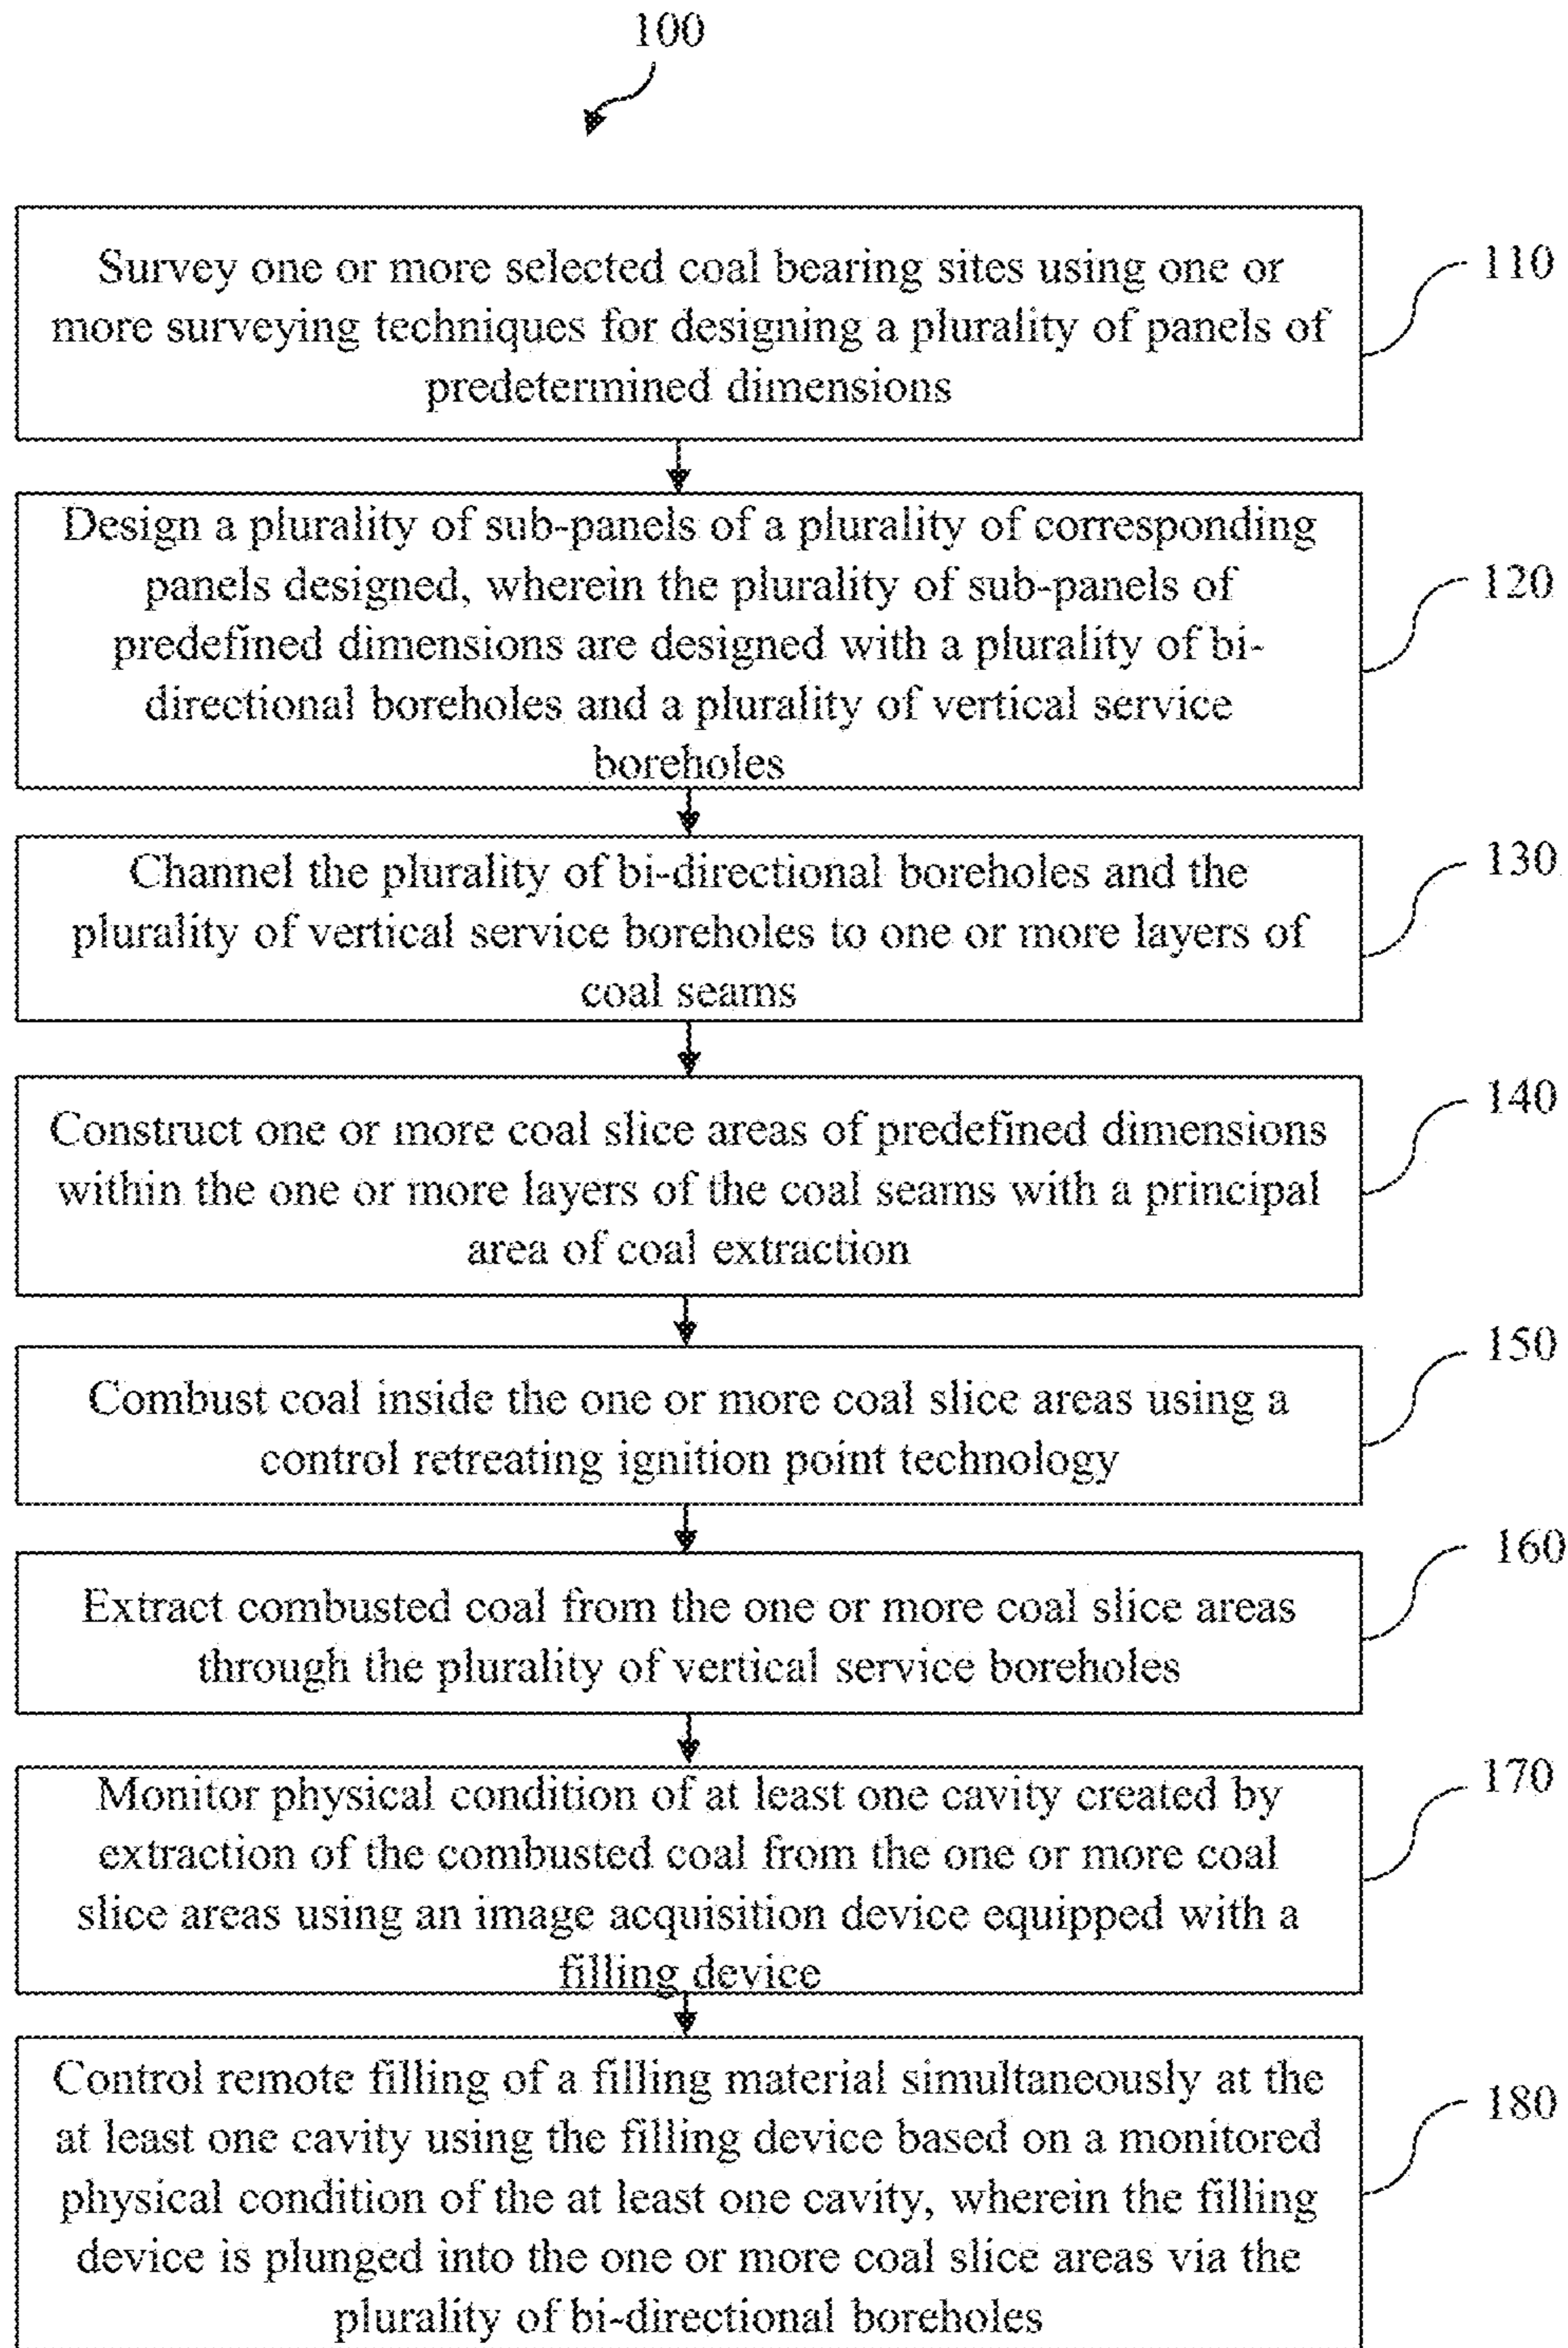 100
Survey one or more selected coal bearing sites using one or
more surveying techniques for designing a plurality of panels of
predetermined dimensions
110
Design a plurality of sub-panels of a plurality of corresponding
panels designed, wherein the plurality of sub-panels of
predefined dimensions are designed with a plurality of bi-
directional boreholes and a plurality of vertical service
boreholes
120
Channel the plurality of bi-directional boreholes and the
plurality of vertical service boreholes to one or more layers of
coal seams
130
Construct one or more coal slice areas of predefined dimensions
within the one or more layers of the coal seams with a principal
area of coal extraction
140
Combust coal inside the one or more coal slice areas using a
control retreating ignition point technology
150
Extract combusted coal from the one or more coal slice areas
through the plurality of vertical service boreholes
160
Monitor physical condition of at least one cavity created by
extraction of the combusted coal from the one or more coal
slice areas using an image acquisition device equipped with a
filling device
170
Control remote filling of a filling material simultaneously at the
at least one cavity using the filling device based on a monitored
physical condition of the at least one cavity, wherein the filling
device is plunged into the one or more coal slice areas via the
plurality of bi-directional boreholes
180